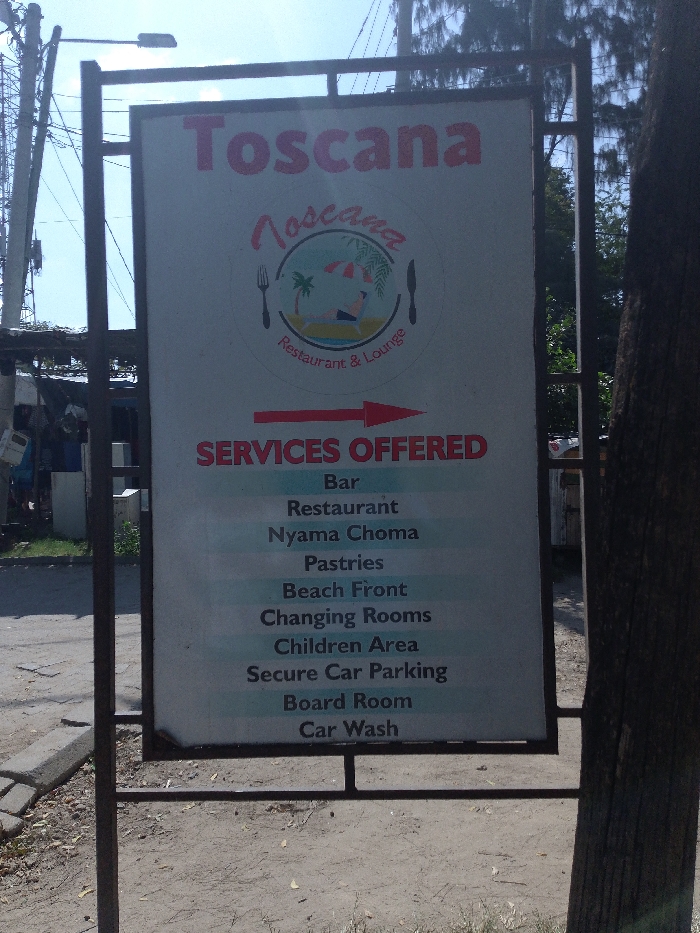 Toscana
Toscana
Restaurant & Lounge
SERVICES OFFERED
Bar
Restaurant
Nyama Choma
Pastries
Beach Front
Changing Rooms
Children Area
Secure Car Parking
Board Room
Car Wash